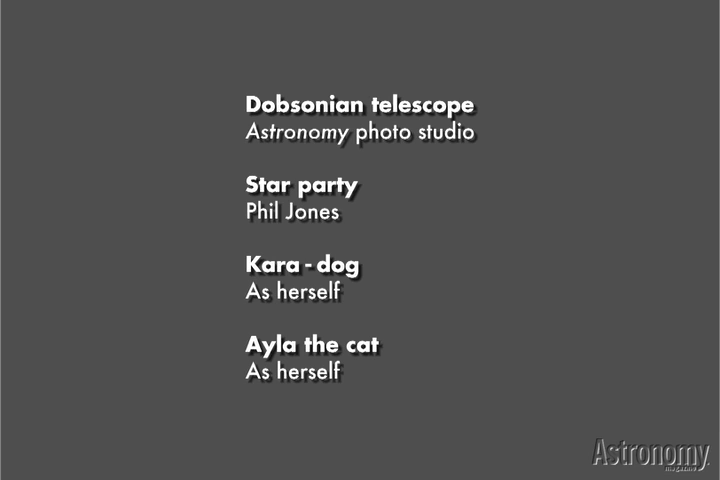 Dobsonian telescope
Astronomy photo studio
Star party
Phil Jones
Kara - dog
As herself
Ayla the cat
As herself
Astronomy
magazine